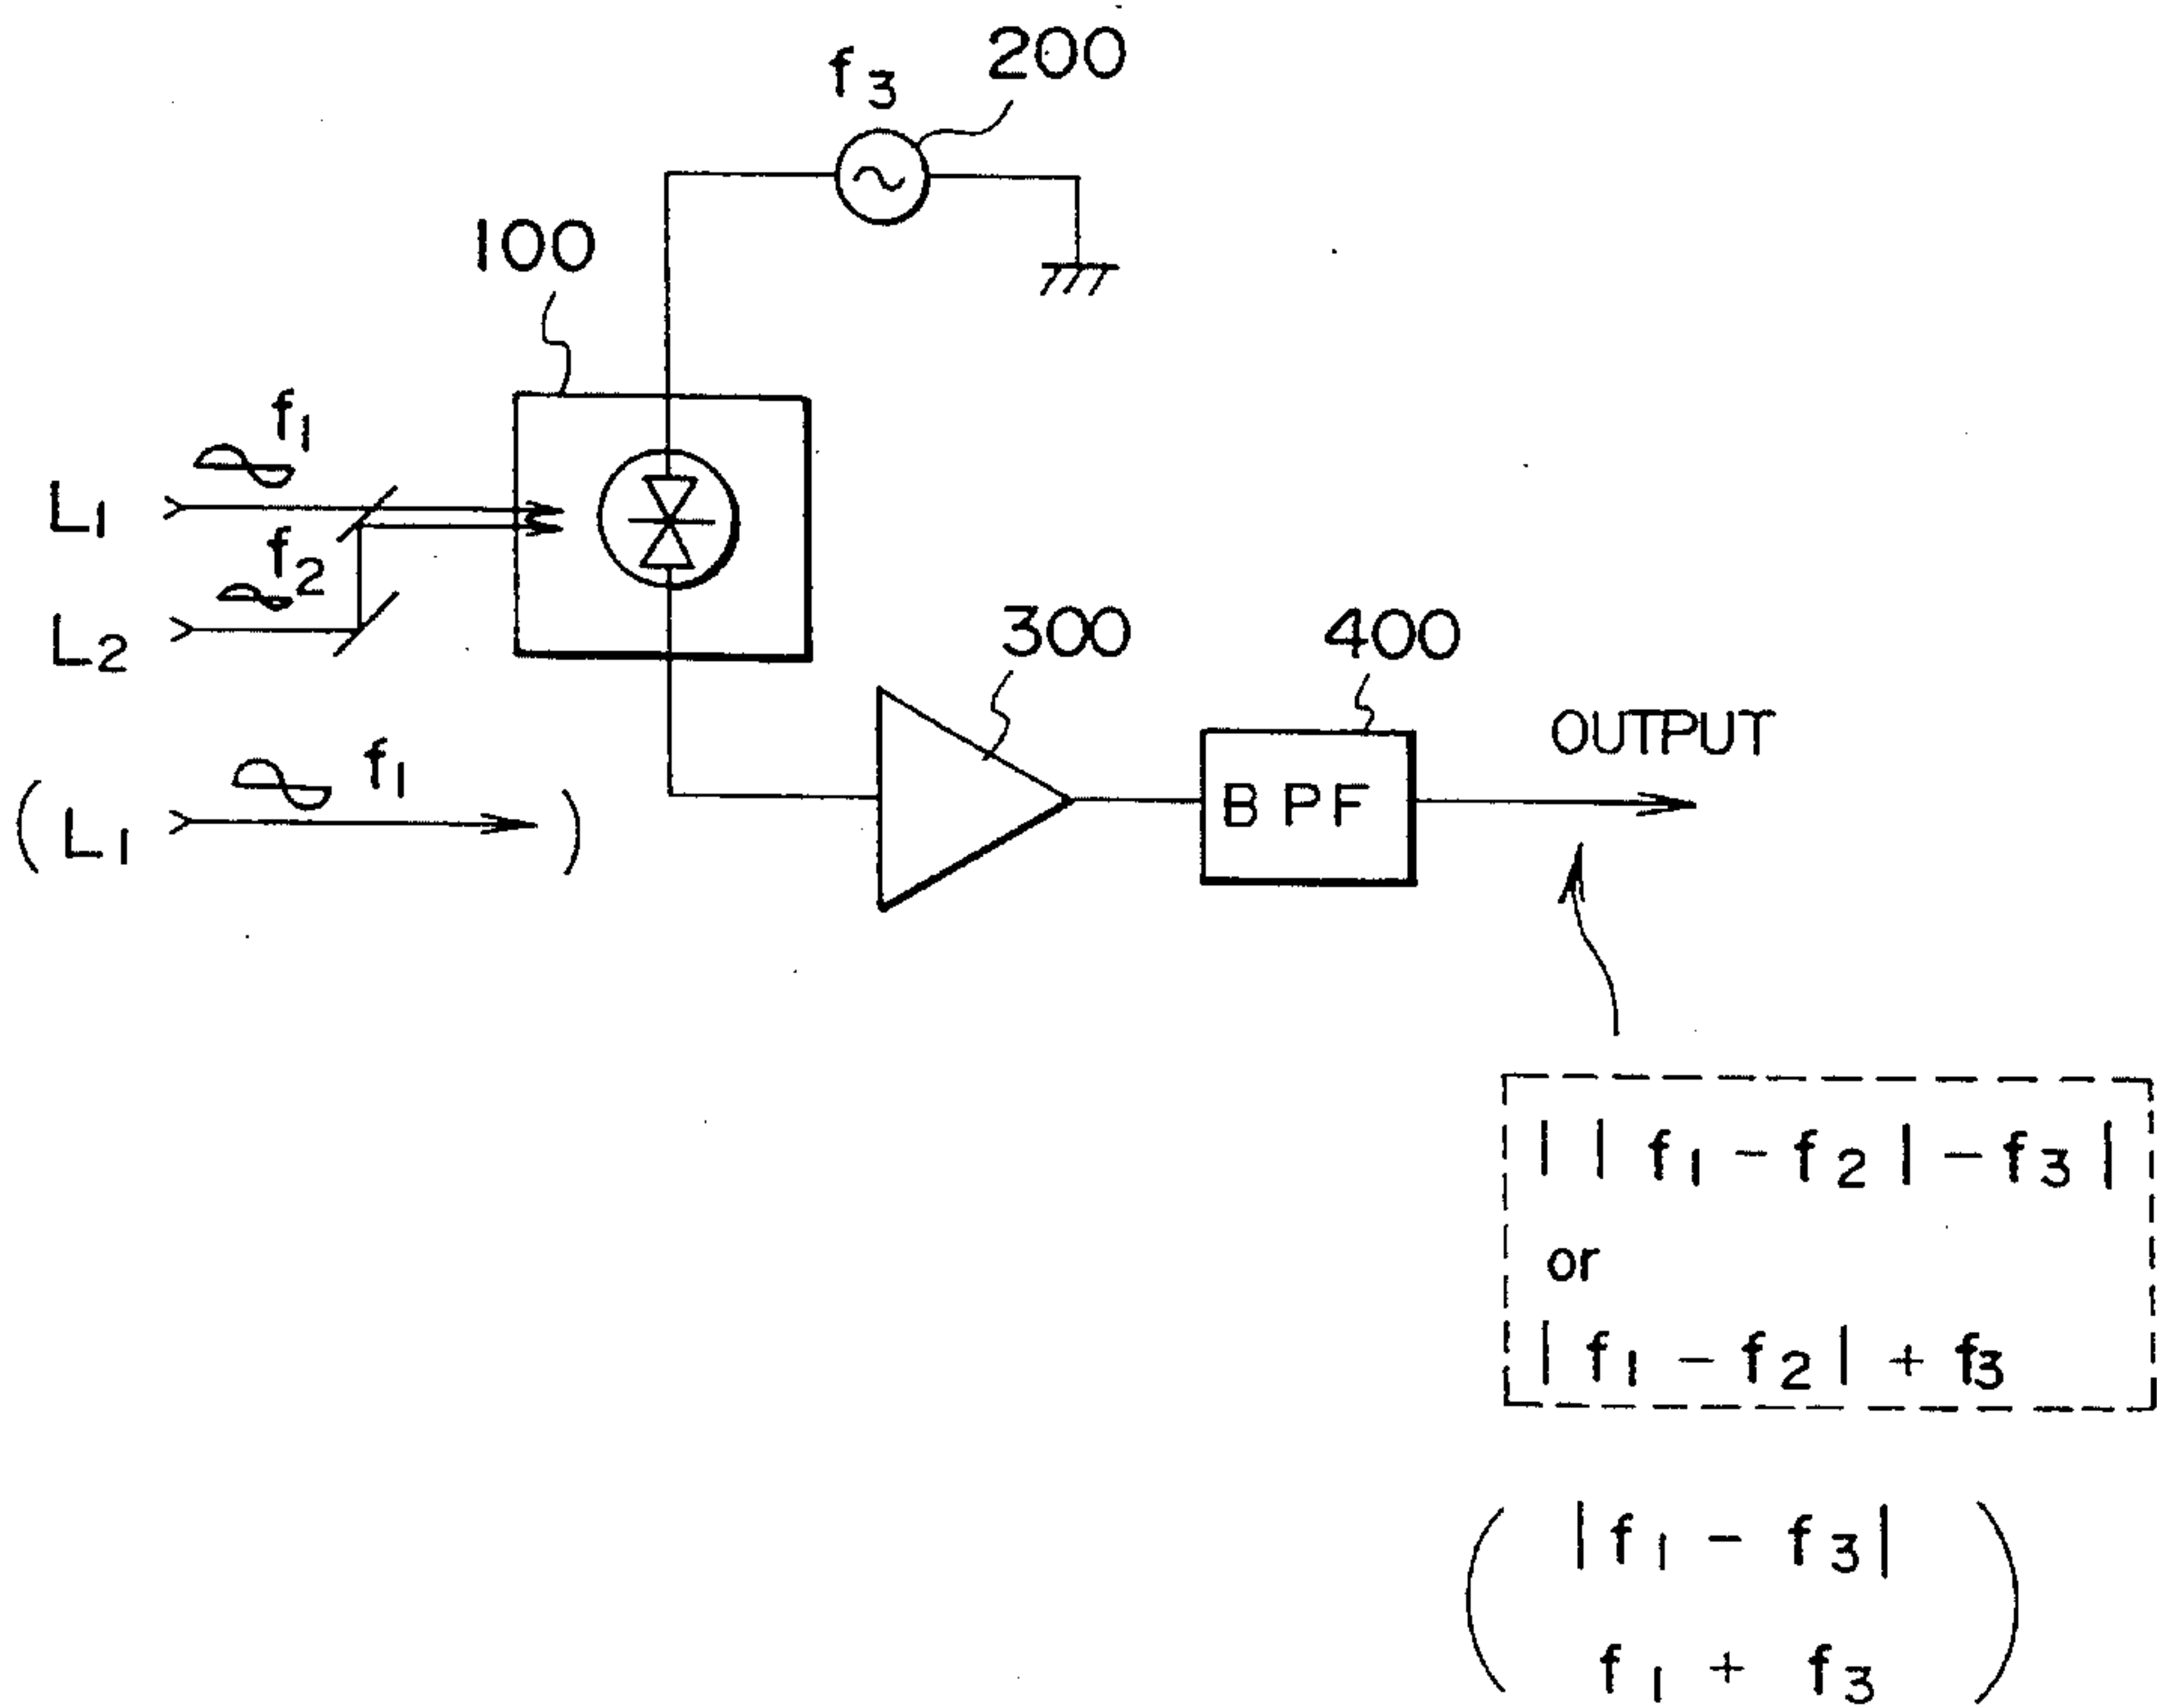 f3
200
100
f1
L1
f2
L2
300
400
OUTPUT
B P F
( L1 f1 )
| | f1 - f2 | - f3 |
or
| f1 - f2 | + f3
( | f1 - f3 |
f1 + f3 )